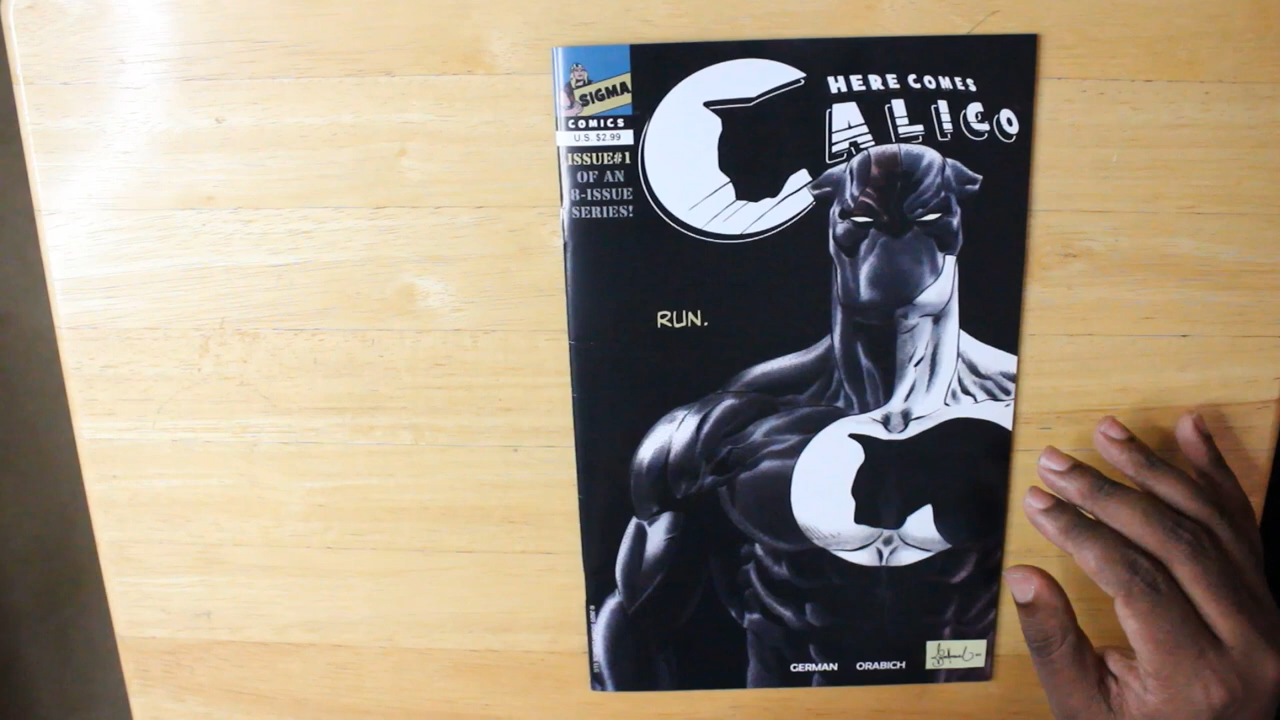 SIGMA
COMICS
U.S. $2.99
ISSUE#1
OF AN
8-ISSUE
SERIES!
HERE COMES
CALICO
RUN.
GERMAN ORABICH